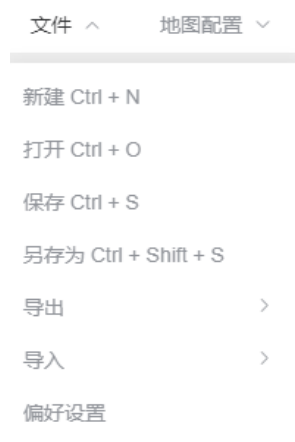 文件 地图配置
新建 Ctrl + N
打开 Ctrl + O
保存 Ctrl + S
另存为 Ctrl + Shift + S
导出
导入
偏好设置